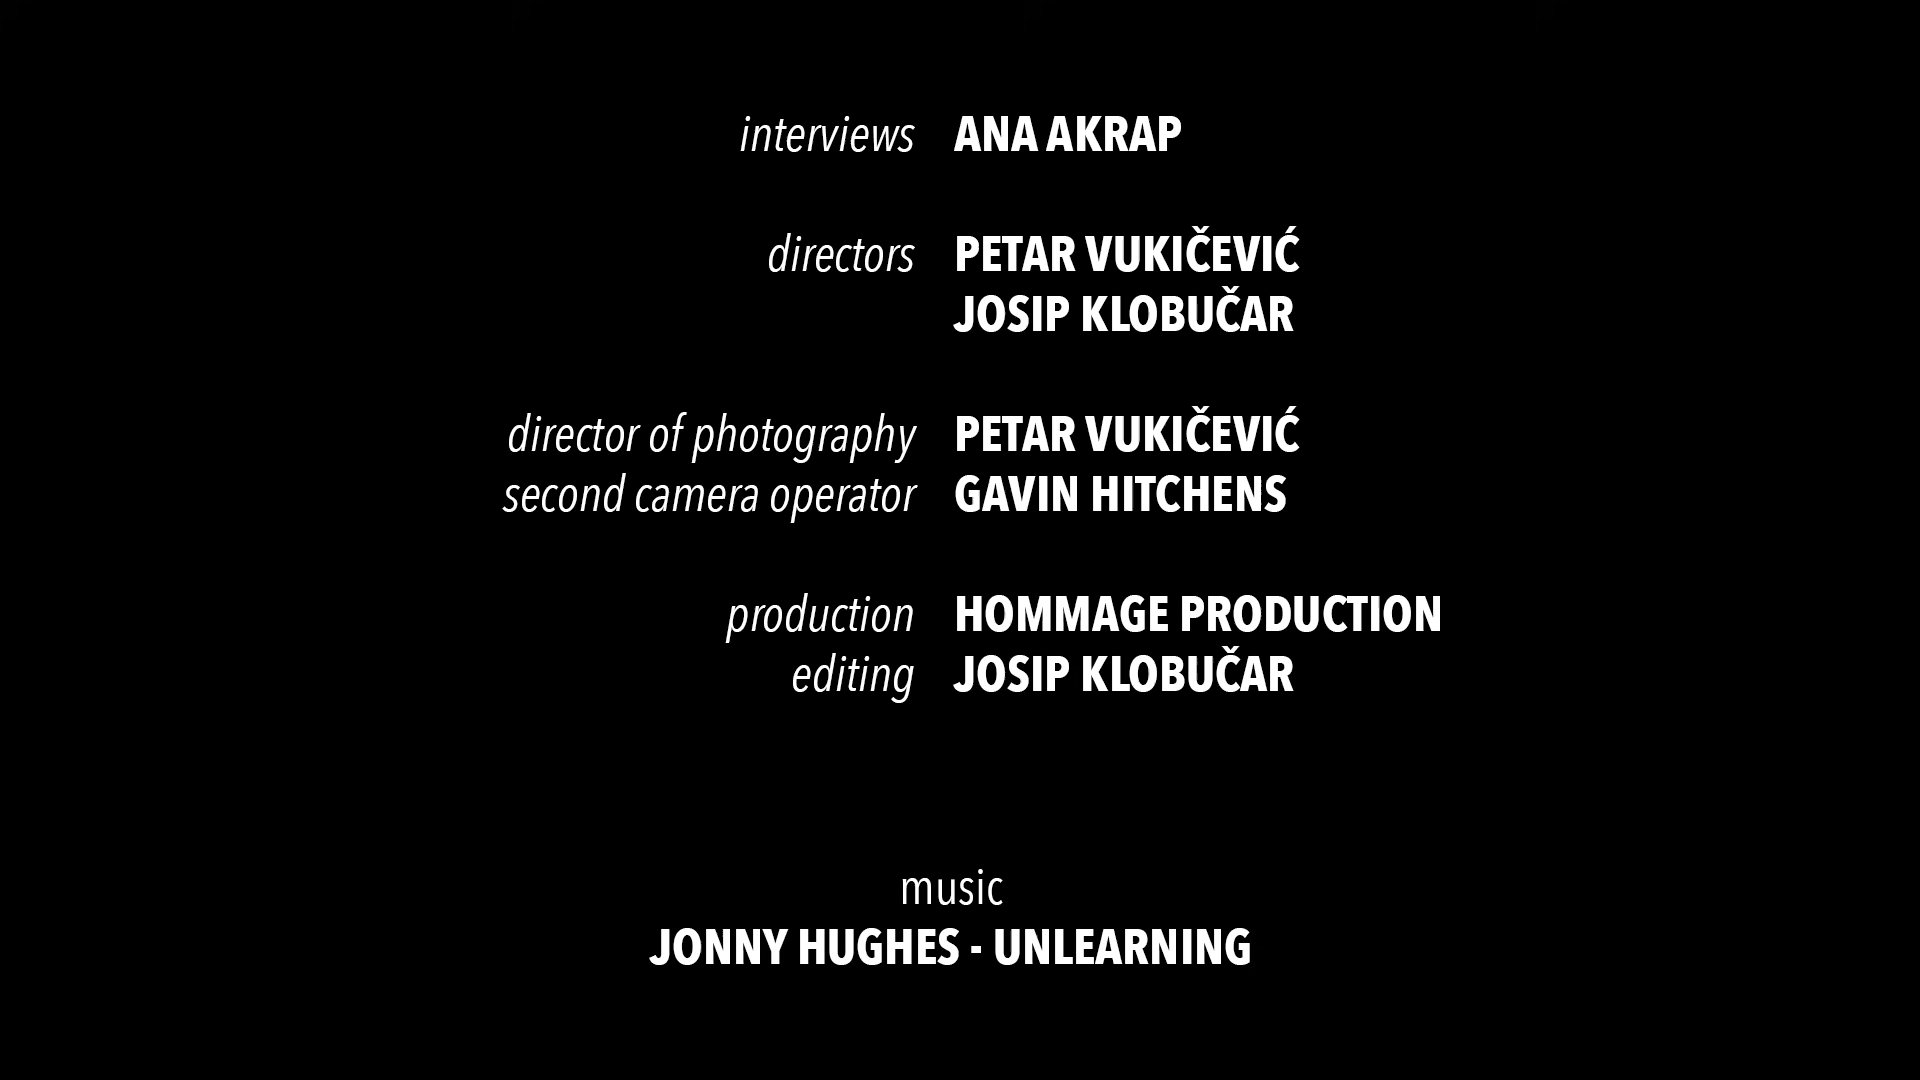 interviews ANA AKRAP
directors PETAR VUKIČEVIĆ
JOSIP KLOBUČAR
director of photography PETAR VUKIČEVIĆ
second camera operator GAVIN HITCHENS
production HOMMAGE PRODUCTION
editing JOSIP KLOBUČAR
music
JONNY HUGHES - UNLEARNING